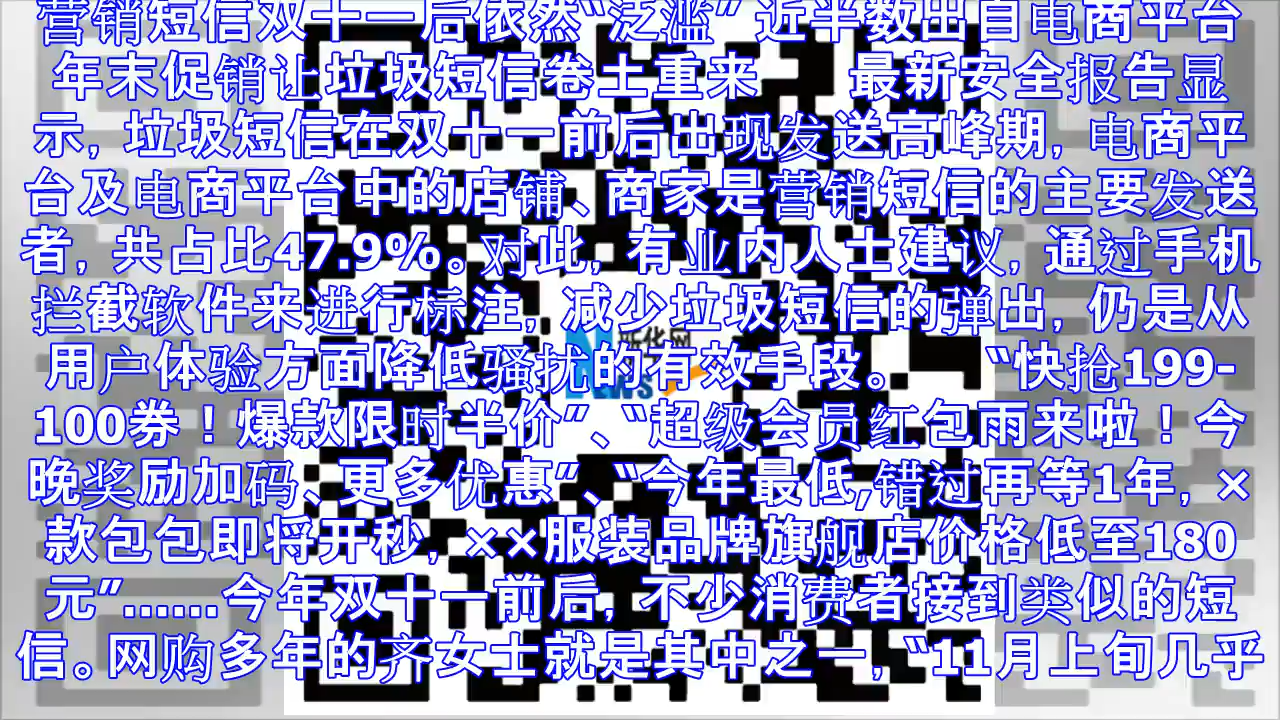 营销短信双十一后依然“泛滥” 近半数出自电商平台
年末促销让垃圾短信卷土重来 最新安全报告显
示, 垃圾短信在双十一前后出现发送高峰期, 电商平
台及电商平台中的店铺、商家是营销短信的主要发送
者, 共占比47.9%。对此, 有业内人士建议, 通过手机
拦截软件来进行标注, 减少垃圾短信的弹出, 仍是从
用户体验方面降低骚扰的有效手段。 “快抢199-
100券！爆款限时半价”、“超级会员红包雨来啦！今
晚奖励加码、更多优惠”、“今年最低,错过再等1年, ×
款包包即将开秒, ××服装品牌旗舰店价格低至180
元”……今年双十一前后, 不少消费者接到类似的短
信。网购多年的齐女士就是其中之一, “11月上旬几乎
新华网
NEWS